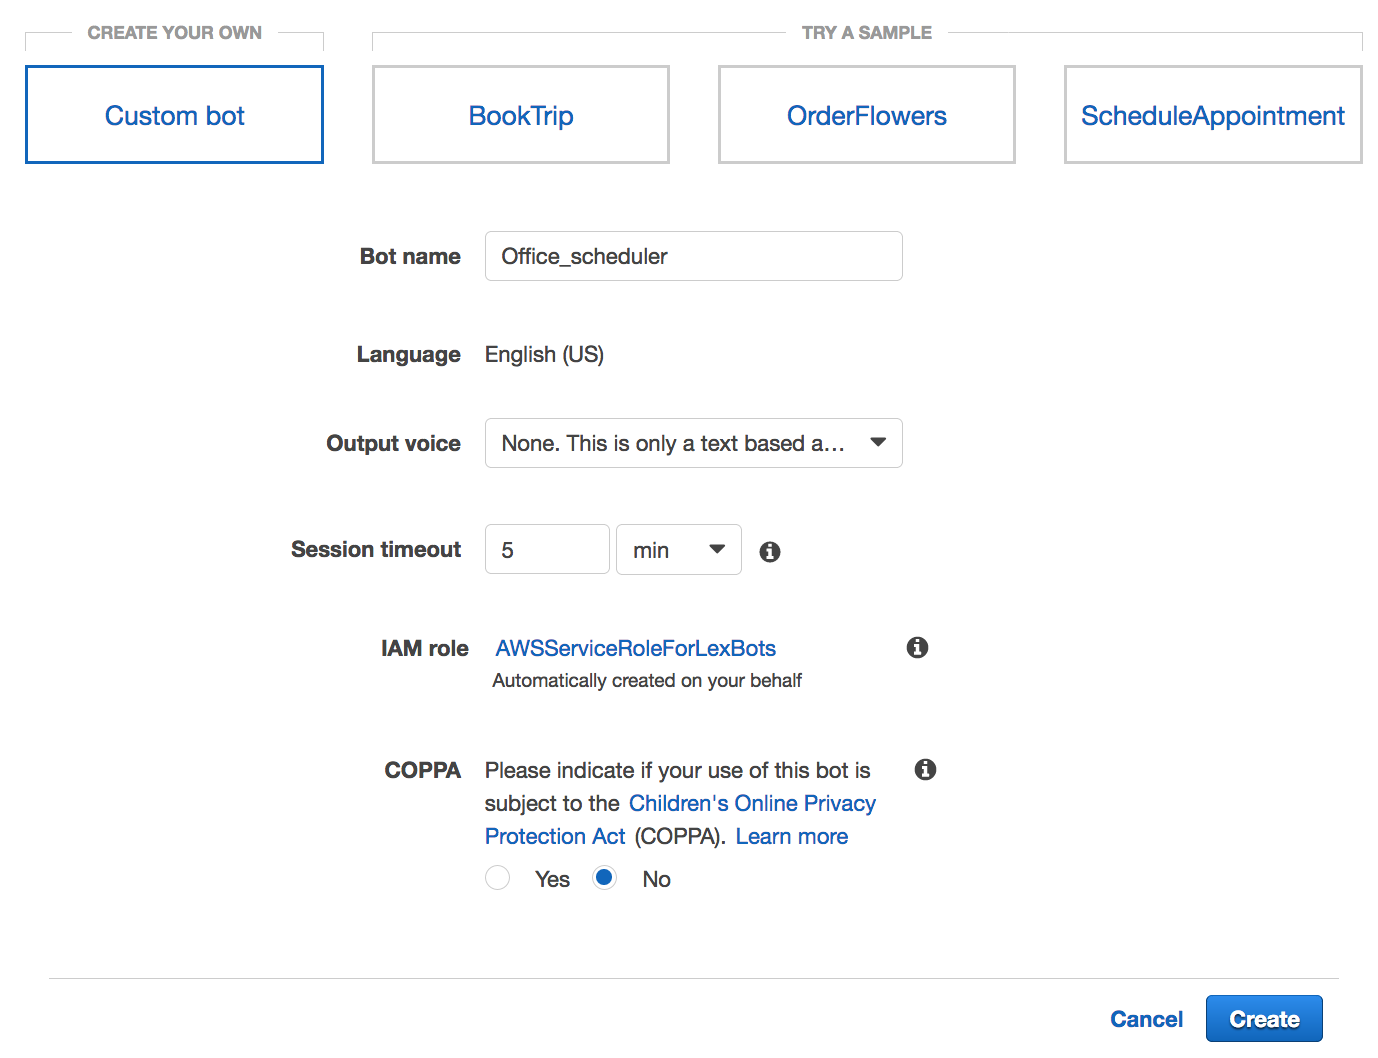 CREATE YOUR OWN
TRY A SAMPLE
Custom bot
BookTrip
OrderFlowers
ScheduleAppointment
Bot name
Office_scheduler
Language
English (US)
Output voice
None. This is only a text based a...
Session timeout
5
min
IAM role
AWSServiceRoleForLexBots
Automatically created on your behalf
COPPA
Please indicate if your use of this bot is
subject to the Children's Online Privacy
Protection Act (COPPA). Learn more
Yes
No
Cancel
Create